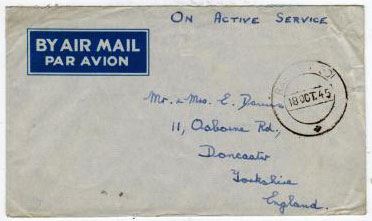 On Active Service
BY AIR MAIL
PAR AVION
18 OCT. 45
Mr. & Mrs. E.
11, Osborne Rd.,
Doncaster
Yorkshire
England.